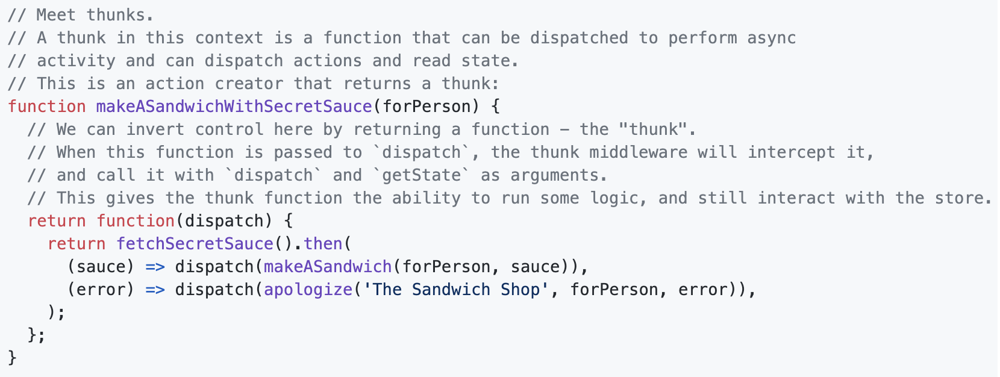 // Meet thunks.
// A thunk in this context is a function that can be dispatched to perform async
// activity and can dispatch actions and read state.
// This is an action creator that returns a thunk:
function makeASandwichWithSecretSauce(forPerson) {
  // We can invert control here by returning a function – the "thunk".
  // When this function is passed to `dispatch`, the thunk middleware will intercept it,
  // and call it with `dispatch` and `getState` as arguments.
  // This gives the thunk function the ability to run some logic, and still interact with the store.
  return function(dispatch) {
    return fetchSecretSauce().then(
      (sauce) => dispatch(makeASandwich(forPerson, sauce)),
      (error) => dispatch(apologize('The Sandwich Shop', forPerson, error)),
    );
  };
}